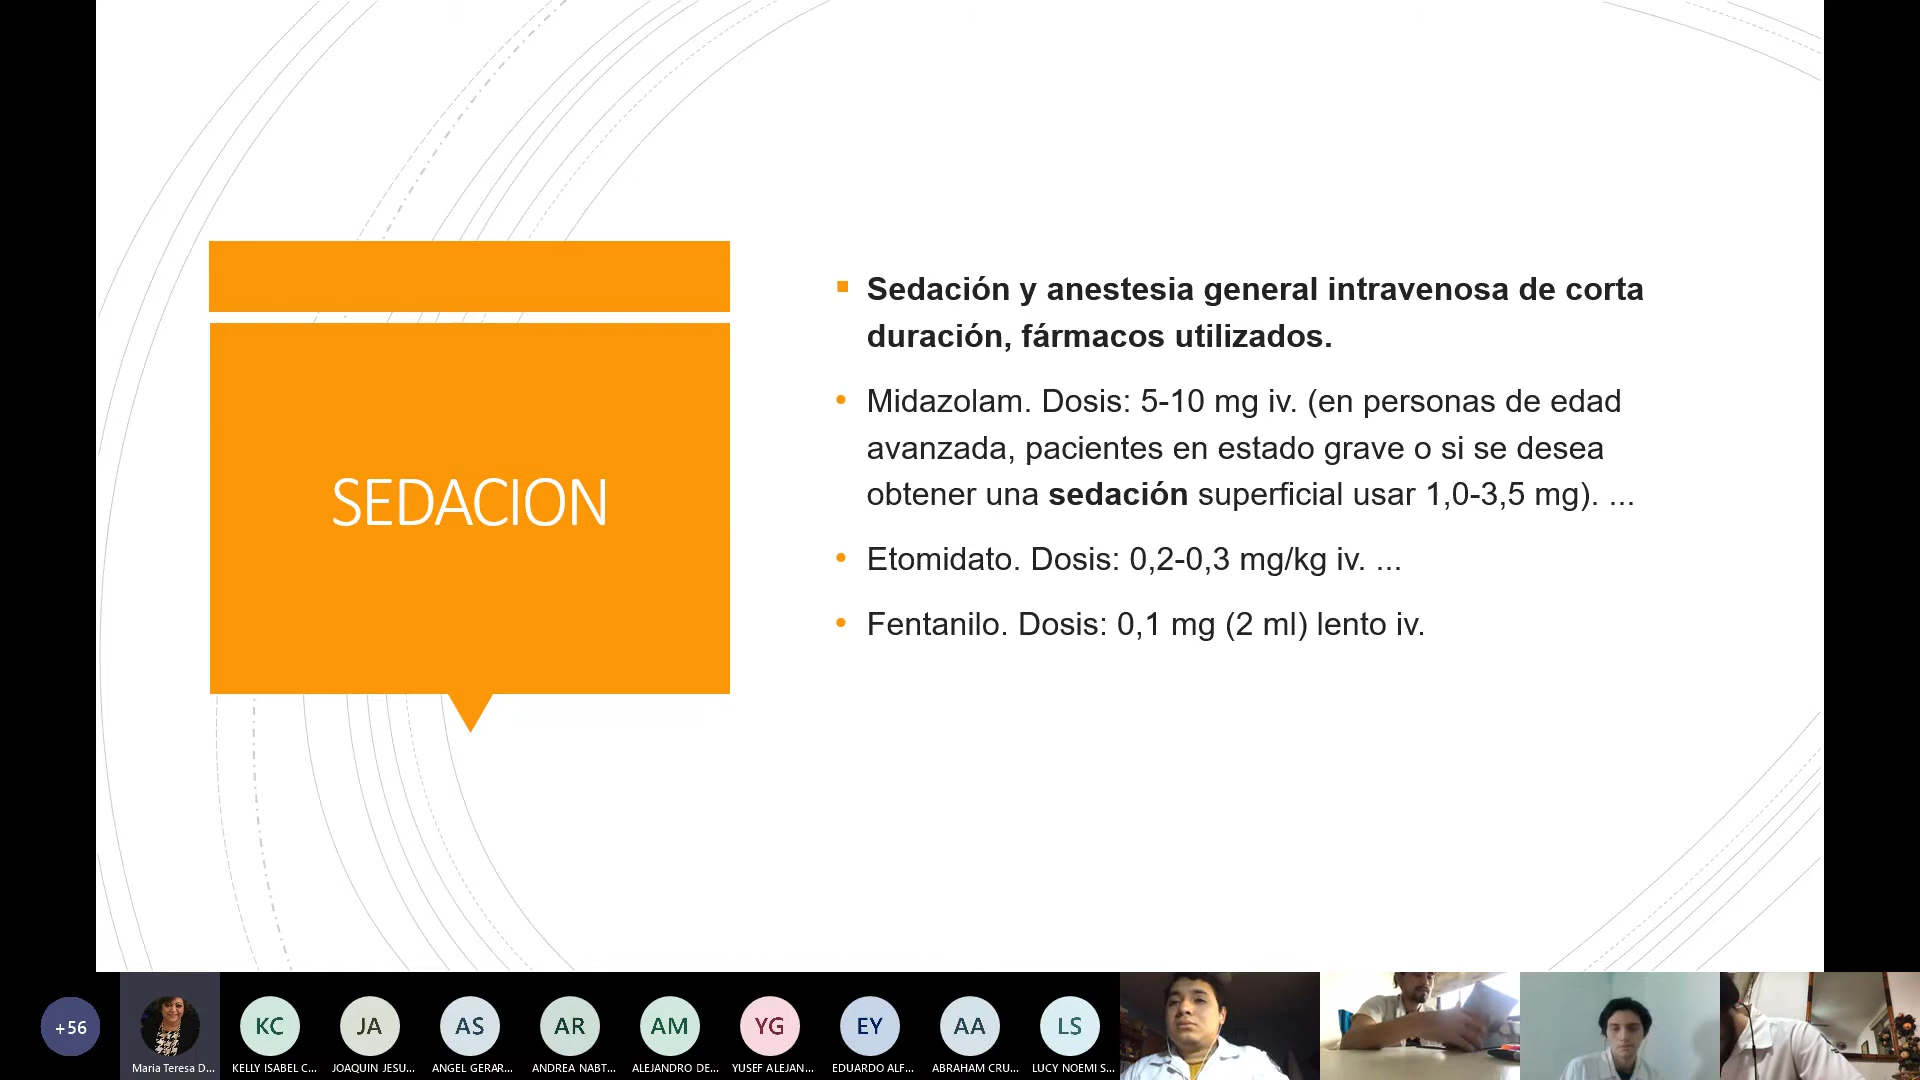 SEDACION
Sedación y anestesia general intravenosa de corta
duración, fármacos utilizados.
Midazolam. Dosis: 5-10 mg iv. (en personas de edad
avanzada, pacientes en estado grave o si se desea
obtener una sedación superficial usar 1,0-3,5 mg). ...
Etomidato. Dosis: 0,2-0,3 mg/kg iv. ...
Fentanilo. Dosis: 0,1 mg (2 ml) lento iv.
+56
KC
JA
AS
AR
AM
YG
EY
AA
LS
Maria Teresa D...
KELLY ISABEL C...
JOAQUIN JESU...
ANGEL GERAR...
ANDREA NABT...
ALEJANDRO DE...
YUSEF ALEJAN...
EDUARDO ALF...
ABRAHAM CRU...
LUCY NOEMI S...